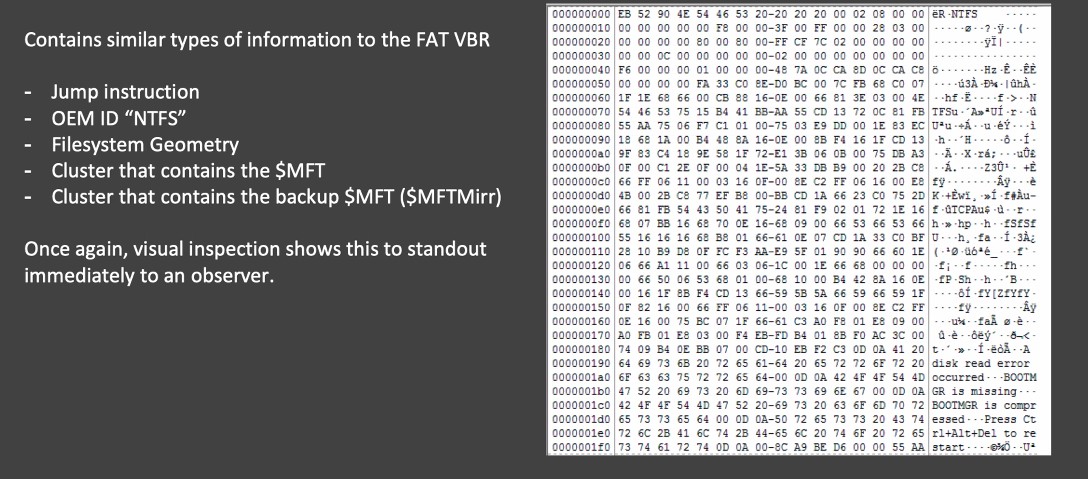 Contains similar types of information to the FAT VBR
- Jump instruction
- OEM ID “NTFS”
- Filesystem Geometry
- Cluster that contains the $MFT
- Cluster that contains the backup $MFT ($MFTMirr)
Once again, visual inspection shows this to standout
immediately to an observer.
000000000 EB 52 90 4E 54 46 53 20-20 20 20 00 02 08 00 00 ëR·NTFS ·····
000000010 00 00 00 00 00 F8 00 00-3F 00 FF 00 00 28 03 00 ·····ø··?·ÿ··(··
000000020 00 00 00 00 80 00 80 00-FF CF 7C 02 00 00 00 00 ········ÿÏ|·····
000000030 00 00 0C 00 00 00 00 00-02 00 00 00 00 00 00 00 ················
000000040 F6 00 00 00 01 00 00 00-48 7A 0C CA 8D 0C CA C8 ö·······Hz·Ê··ÊÈ
000000050 00 00 00 00 FA 33 C0 8E-D0 BC 00 7C FB 68 C0 07 ····ú3À·Ð¼·|ûhÀ·
000000060 1F 1E 68 66 00 CB 88 16-0E 00 66 81 3E 03 00 4E ··hf·Ë····f·>··N
000000070 54 46 53 75 15 B4 41 BB-AA 55 CD 13 72 0C 81 FB TFSu·´A»ªUÍ·r··û
000000080 55 AA 75 06 F7 C1 01 00-75 03 E9 DD 00 1E 83 EC Uªu·÷Á··u·éÝ···ì
000000090 18 68 1A 00 B4 48 8A 16-0E 00 8B F4 16 1F CD 13 ·h··´H·····ô··Í·
0000000a0 9F 83 C4 18 9E 58 1F 72-E1 3B 06 0B 00 75 DB A3 ··Ä··X·rá;···uÛ£
0000000b0 0F 00 C1 2E 0F 00 04 1E-5A 33 DB B9 00 20 2B C8 ··Á.····Z3Û¹· +È
0000000c0 66 FF 06 11 00 03 16 0F-00 8E C2 FF 06 16 00 E8 fÿ········Âÿ···è
0000000d0 4B 00 2B C8 77 EF B8 00-BB CD 1A 66 23 C0 75 2D K·+Èwï¸·»Í·f#Àu-
0000000e0 66 81 FB 54 43 50 41 75-24 81 F9 02 01 72 1E 16 f·ûTCPAu$·ù··r··
0000000f0 68 07 BB 16 68 70 0E 16-68 09 00 66 53 66 53 66 h·»·hp··h··fSfSf
000000100 55 16 16 16 68 B8 01 66-61 0E 07 CD 1A 33 C0 BF U···h¸·fa··Í·3À¿
000000110 28 10 B9 D8 0F FC F3 AA-E9 5F 01 90 90 66 60 1E (·¹Ø·üóªé_···f`·
000000120 06 66 A1 11 00 66 03 06-1C 00 1E 66 68 00 00 00 ·f¡··f·····fh···
000000130 00 66 50 06 53 68 01 00-68 10 00 B4 42 8A 16 0E ·fP·Sh··h··´B···
000000140 00 16 1F 8B F4 CD 13 66-59 5B 5A 66 59 66 59 1F ····ôÍ·fY[ZfYfY·
000000150 0F 82 16 00 66 FF 06 11-00 03 16 0F 00 8E C2 FF ····fÿ········Âÿ
000000160 0E 16 00 75 BC 07 1F 66-61 C3 A0 F8 01 E8 09 00 ···u¼··faÃ ø·è··
000000170 A0 FB 01 E8 03 00 F4 EB-FD B4 01 8B F0 AC 3C 00 û·è··ôëý´··ð¬<·
000000180 74 09 B4 0E BB 07 00 CD-10 EB F2 C3 0D 0A 41 20 t·´·»··Í·ëòÃ··A
000000190 64 69 73 6B 20 72 65 61-64 20 65 72 72 6F 72 20 disk read error
0000001a0 6F 63 63 75 72 72 65 64-00 0D 0A 42 4F 4F 54 4D occurred···BOOTM
0000001b0 47 52 20 69 73 20 6D 69-73 73 69 6E 67 00 0D 0A GR is missing···
0000001c0 42 4F 4F 54 4D 47 52 20-69 73 20 63 6F 6D 70 72 BOOTMGR is compr
0000001d0 65 73 73 65 64 00 0D 0A-50 72 65 73 73 20 43 74 essed···Press Ct
0000001e0 72 6C 2B 41 6C 74 2B 44-65 6C 20 74 6F 20 72 65 rl+Alt+Del to re
0000001f0 73 74 61 72 74 0D 0A 00-8C A9 BE D6 00 00 55 AA start····©¾Ö··Uª